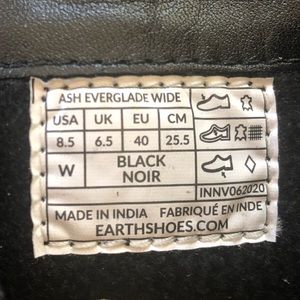 ASH EVERGLADE WIDE
USA UK EU CM
8.5 6.5 40 25.5
W BLACK NOIR
INNV062020
MADE IN INDIA FABRIQUÉ EN INDE
EARTHSHOES.COM